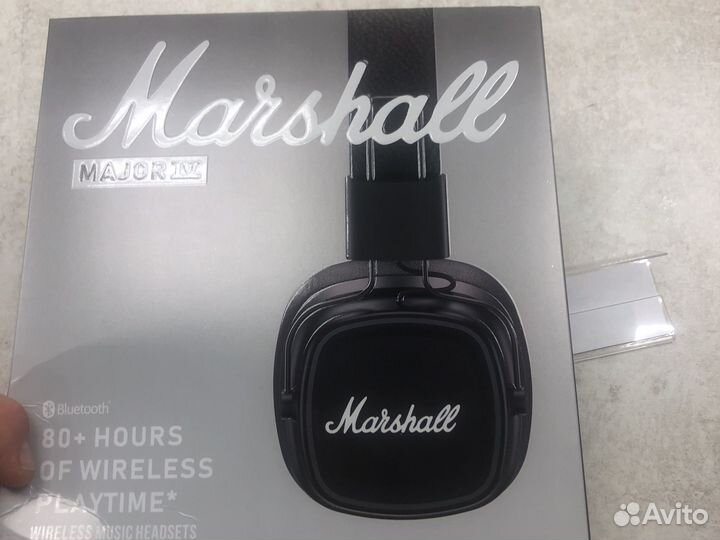 Marshall
MAJOR IV
Marshall
Bluetooth
80+ HOURS
OF WIRELESS
PLAYTIME*
WIRELESS MUSIC HEADSETS
Avito